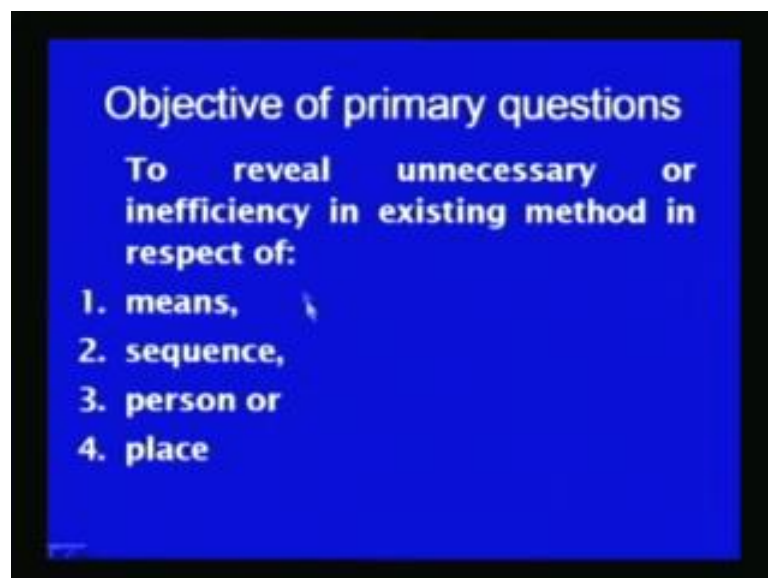 Objective of primary questions
To reveal unnecessary or
inefficiency in existing method in
respect of:
1. means,
2. sequence,
3. person or
4. place